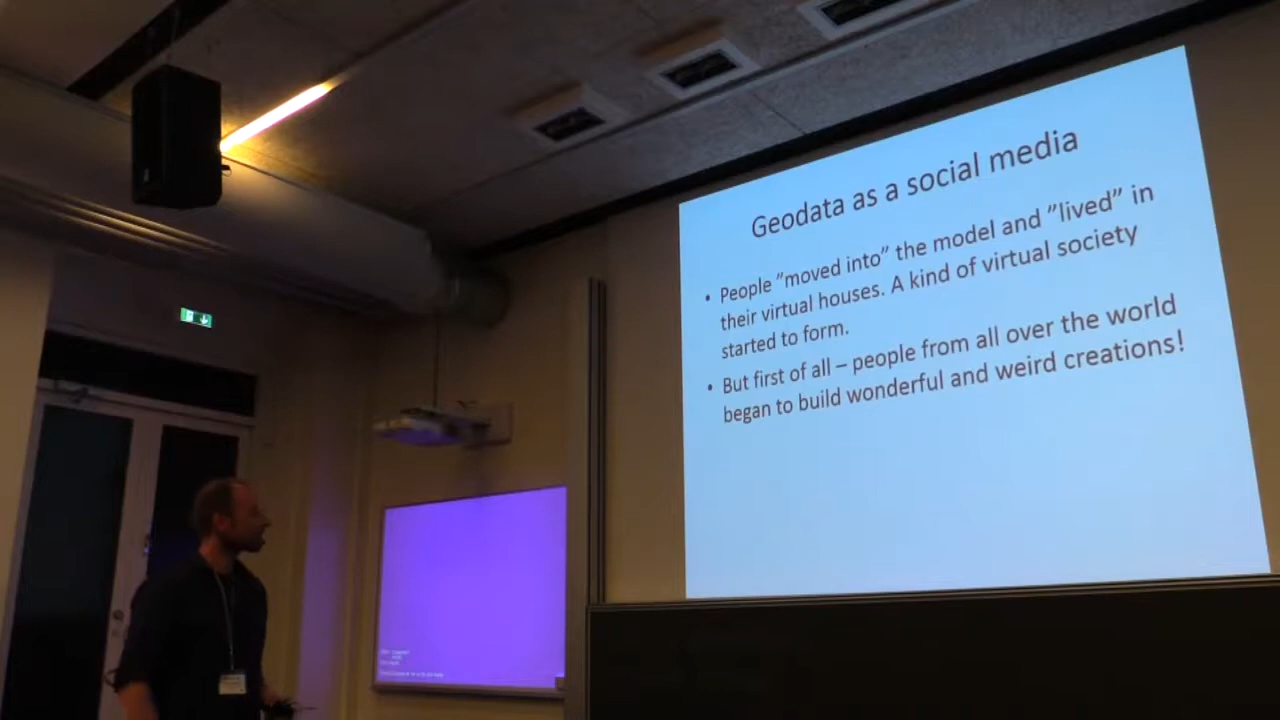 Geodata as a social media
• People ”moved into” the model and ”lived” in
their virtual houses. A kind of virtual society
started to form.
• But first of all – people from all over the world
began to build wonderful and weird creations!